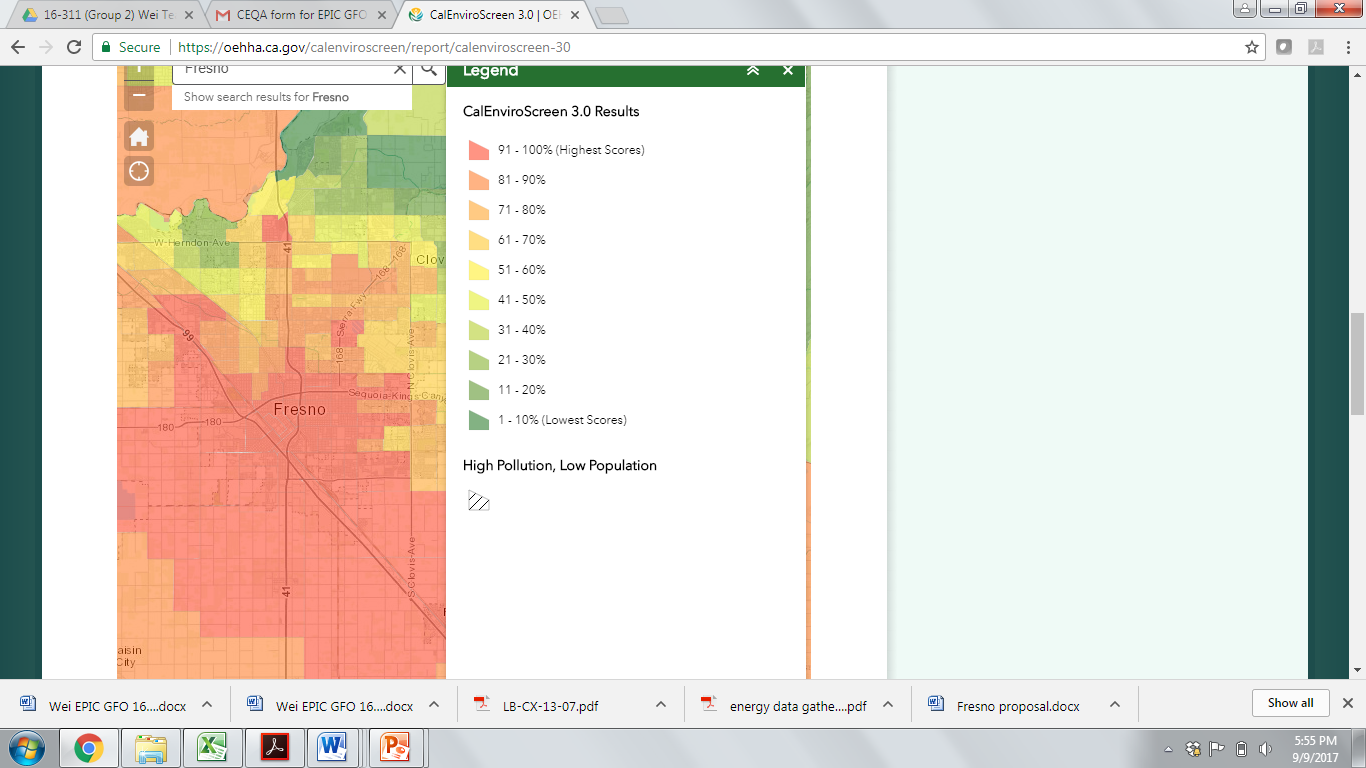 16-311 (Group 2) Wei Te
CEQA form for EPIC GFO
CalEnviroScreen 3.0 | OEH
Secure
https://oehha.ca.gov/calenviroscreen/report/calenviroscreen-30
Fresno
Show search results for Fresno
Legend
CalEnviroScreen 3.0 Results
91 - 100% (Highest Scores)
81 - 90%
71 - 80%
61 - 70%
51 - 60%
41 - 50%
31 - 40%
21 - 30%
11 - 20%
1 - 10% (Lowest Scores)
High Pollution, Low Population
W-Herndon-Ave
41
168
168
Clov
99
168
Sierra-Fwy
N Clovis-Ave
Sequoia-Kings-Cany
Fresno
180
180
S Clovis-Ave
41
aisin
City
Wei EPIC GFO 16....docx
Wei EPIC GFO 16....docx
LB-CX-13-07.pdf
energy data gathe....pdf
Fresno proposal.docx
Show all
5:55 PM
9/9/2017